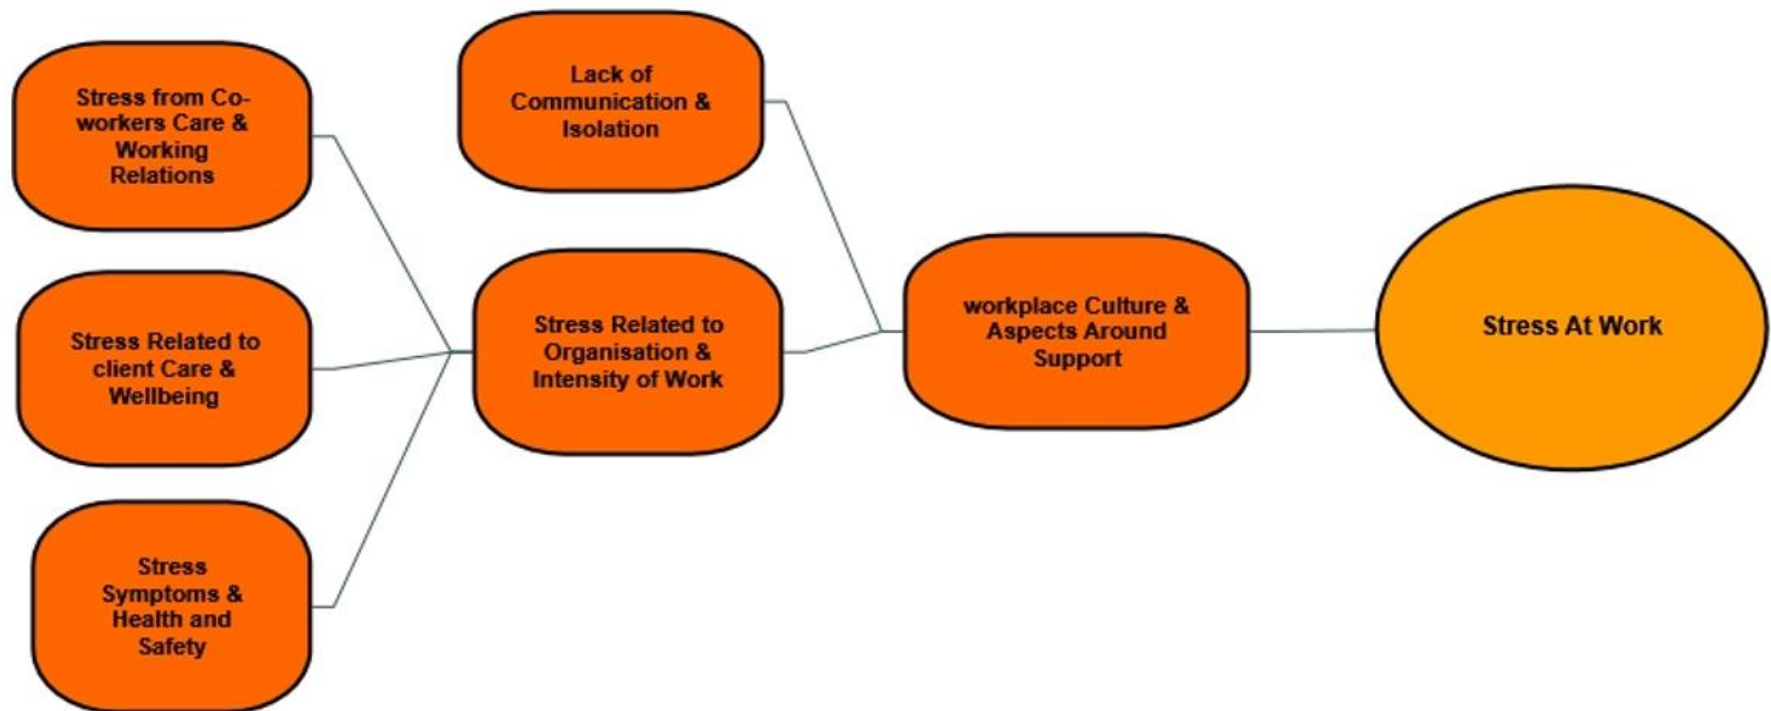 Stress from Co-
workers Care &
Working
Relations
Stress Related to
client Care &
Wellbeing
Stress
Symptoms &
Health and
Safety
Lack of
Communication &
Isolation
Stress Related to
Organisation &
Intensity of Work
workplace Culture &
Aspects Around
Support
Stress At Work